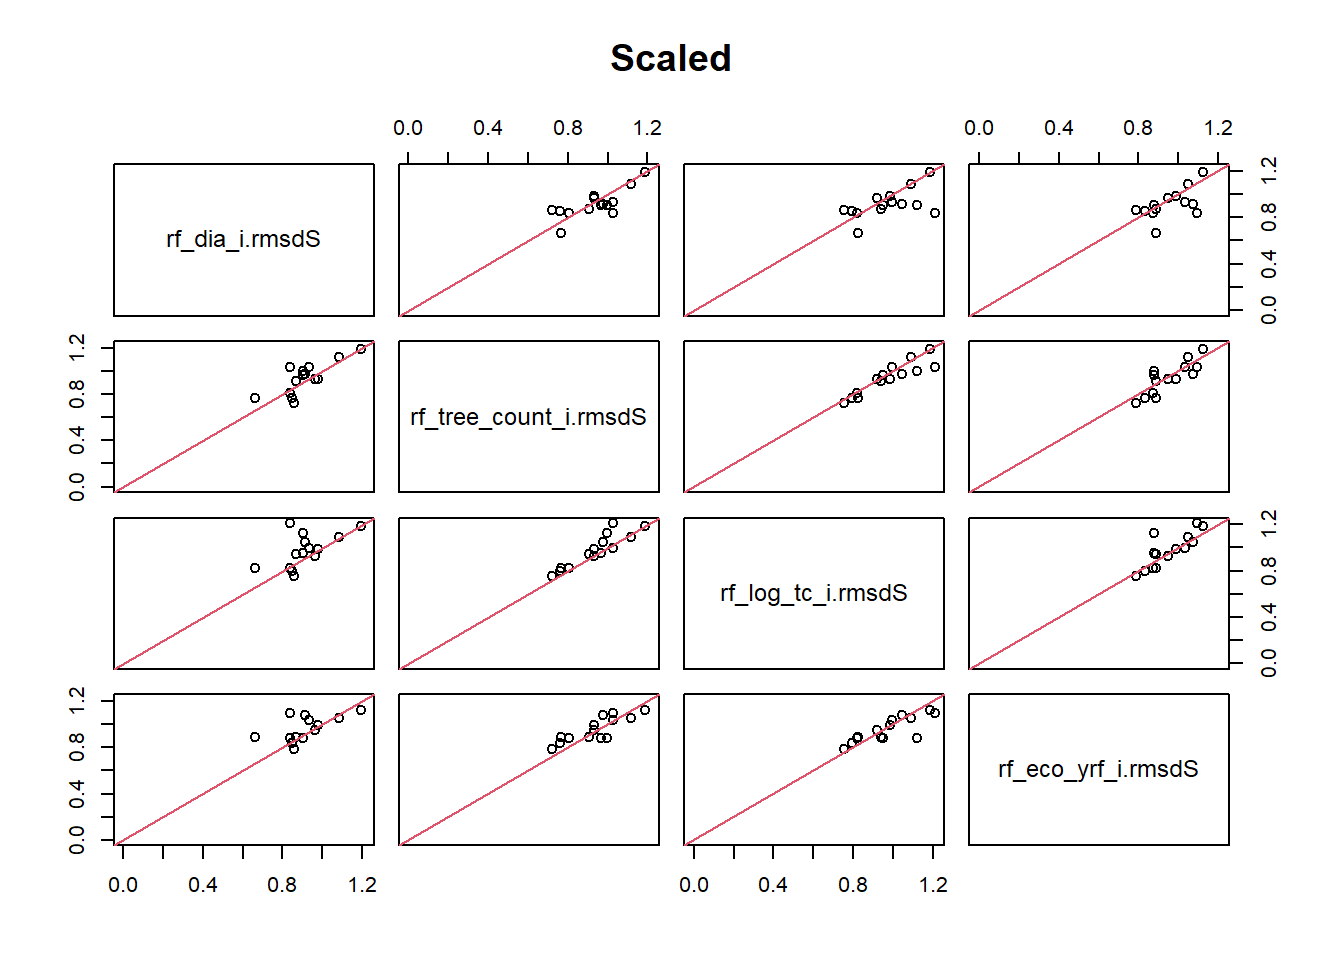 Scaled
0.0 0.4 0.8 1.2 0.0 0.4 0.8 1.2
rf_dia_i.rmsdS
0.0 0.4 0.8 1.2
0.0 0.4 0.8 1.2
rf_tree_count_i.rmsdS
rf_log_tc_i.rmsdS
0.0 0.4 0.8 1.2
0.0 0.4 0.8 1.2
rf_eco_yrf_i.rmsdS
0.0 0.4 0.8 1.2 0.0 0.4 0.8 1.2